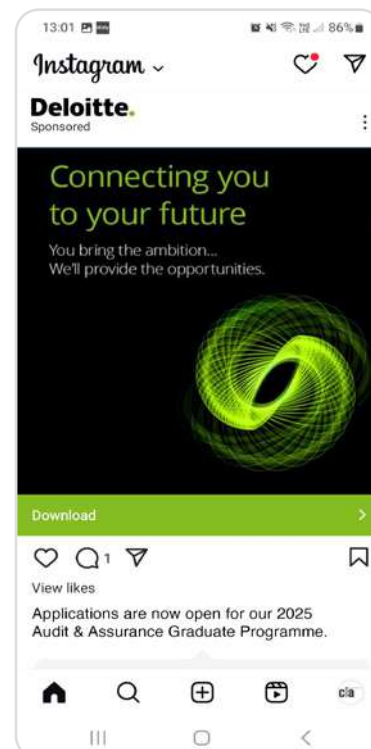 13:01 86%
Instagram
Deloitte.
Sponsored
Connecting you
to your future
You bring the ambition...
We'll provide the opportunities.
Download
1
View likes
Applications are now open for our 2025
Audit & Assurance Graduate Programme.
cla